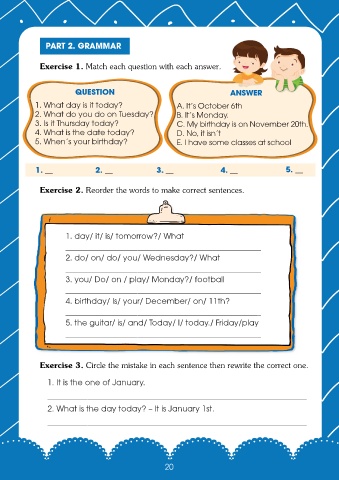 PART 2. GRAMMAR
Exercise 1. Match each question with each answer.
QUESTION
1. What day is it today?
2. What do you do on Tuesday?
3. Is it Thursday today?
4. What is the date today?
5. When's your birthday?
ANSWER
A. It's October 6th
B. It's Monday.
C. My birthday is on November 20th.
D. No, it isn't
E. I have some classes at school
1. __ 2. __ 3. __ 4. __ 5. __
Exercise 2. Reorder the words to make correct sentences.
1. day/ it/ is/ tomorrow?/ What
2. do/ on/ do/ you/ Wednesday?/ What
3. you/ Do/ on / play/ Monday?/ football
4. birthday/ is/ your/ December/ on/ 11th?
5. the guitar/ is/ and/ Today/ I/ today./ Friday/play
Exercise 3. Circle the mistake in each sentence then rewrite the correct one.
1. It is the one of January.
2. What is the day today? – It is January 1st.
20